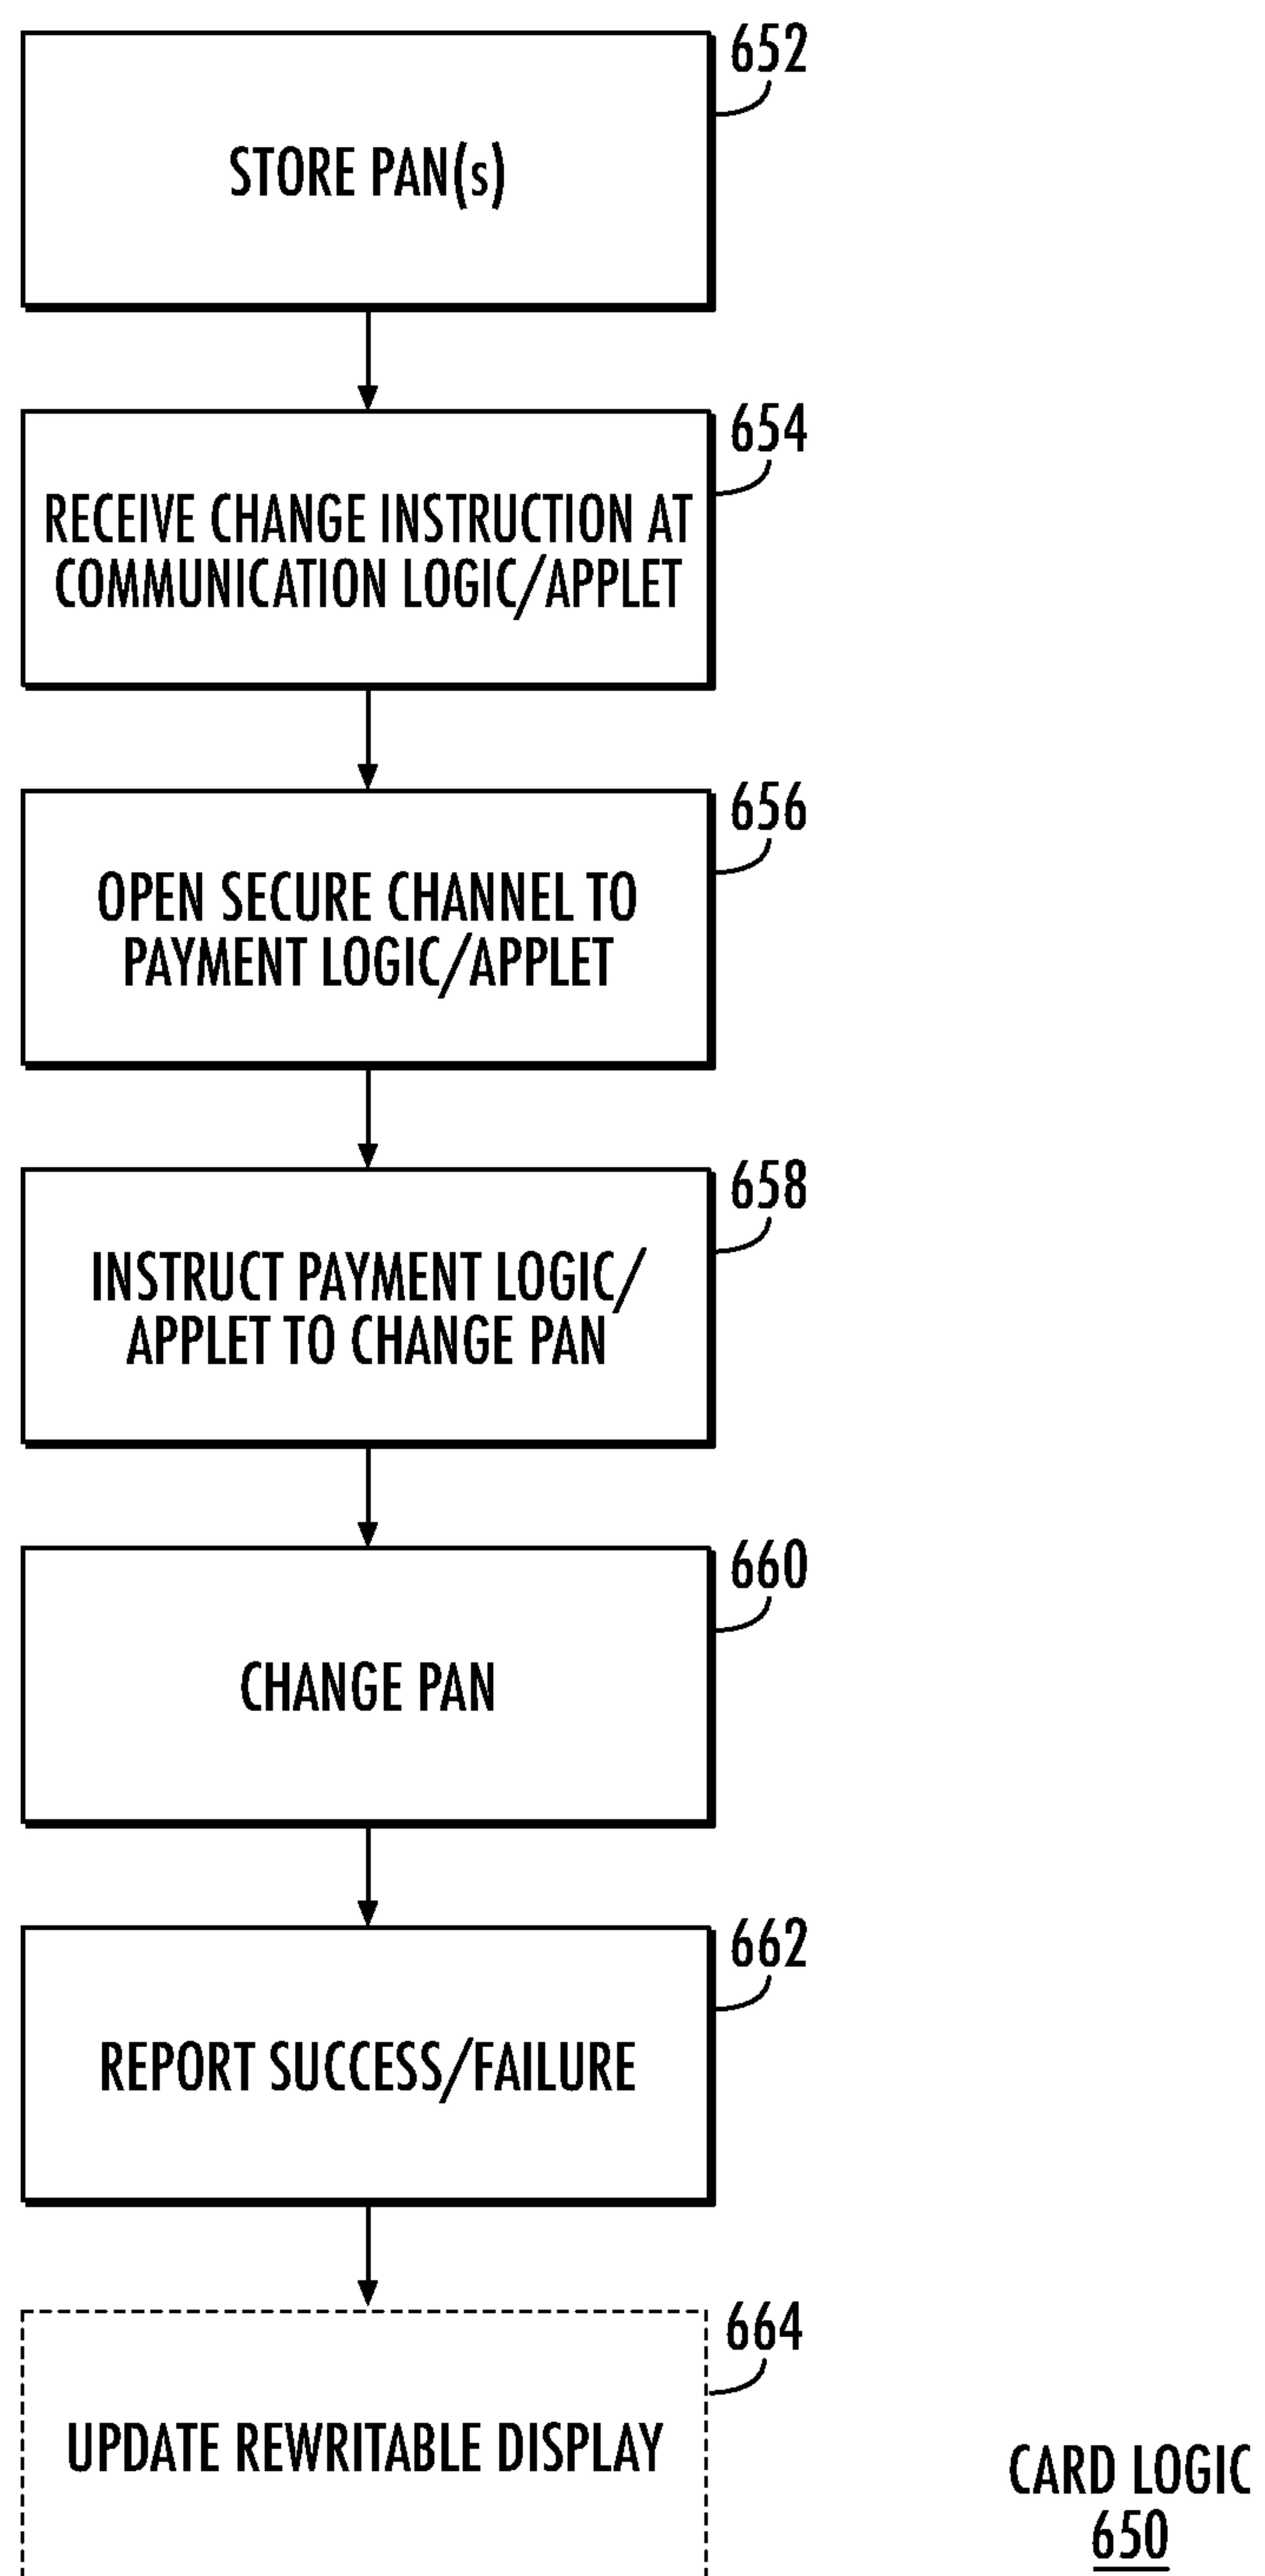 652
STORE PAN(s)
654
RECEIVE CHANGE INSTRUCTION AT
COMMUNICATION LOGIC/APPLET
656
OPEN SECURE CHANNEL TO
PAYMENT LOGIC/APPLET
658
INSTRUCT PAYMENT LOGIC/
APPLET TO CHANGE PAN
660
CHANGE PAN
662
REPORT SUCCESS/FAILURE
664
UPDATE REWRITABLE DISPLAY
CARD LOGIC
650